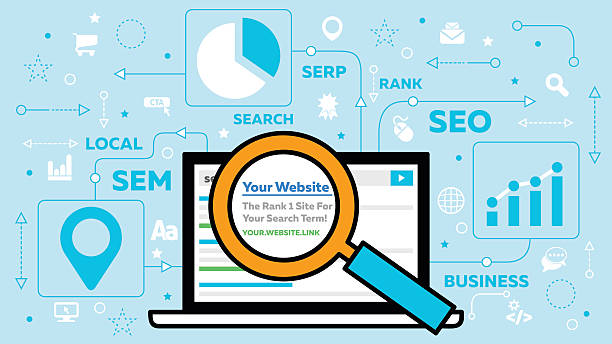 SERP
RANK
CTA
SEARCH
SEO
LOCAL
SEM
Your Website
The Rank 1 Site For
Your Search Term!
YOUR.WEBSITE.LINK
Aa
BUSINESS